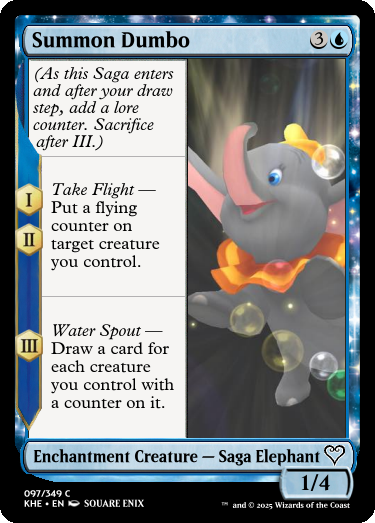 Summon Dumbo 3
(As this Saga enters
and after your draw
step, add a lore
counter. Sacrifice
after III.)
I
II
Take Flight —
Put a flying
counter on
target creature
you control.
III
Water Spout —
Draw a card for
each creature
you control with
a counter on it.
Enchantment Creature — Saga Elephant
1/4
097/349 C
KHE • EN SQUARE ENIX
™ and © 2025 Wizards of the Coast